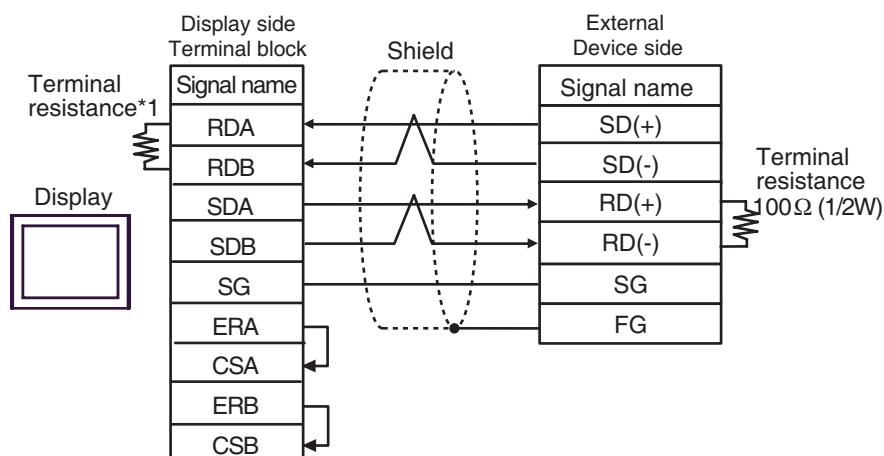 Display side
Terminal block
Shield
External
Device side
Terminal
resistance*1
Signal name
Signal name
RDA
SD(+)
RDB
SD(-)
Display
SDA
RD(+)
Terminal
resistance
100Ω (1/2W)
SDB
RD(-)
SG
SG
ERA
FG
CSA
ERB
CSB